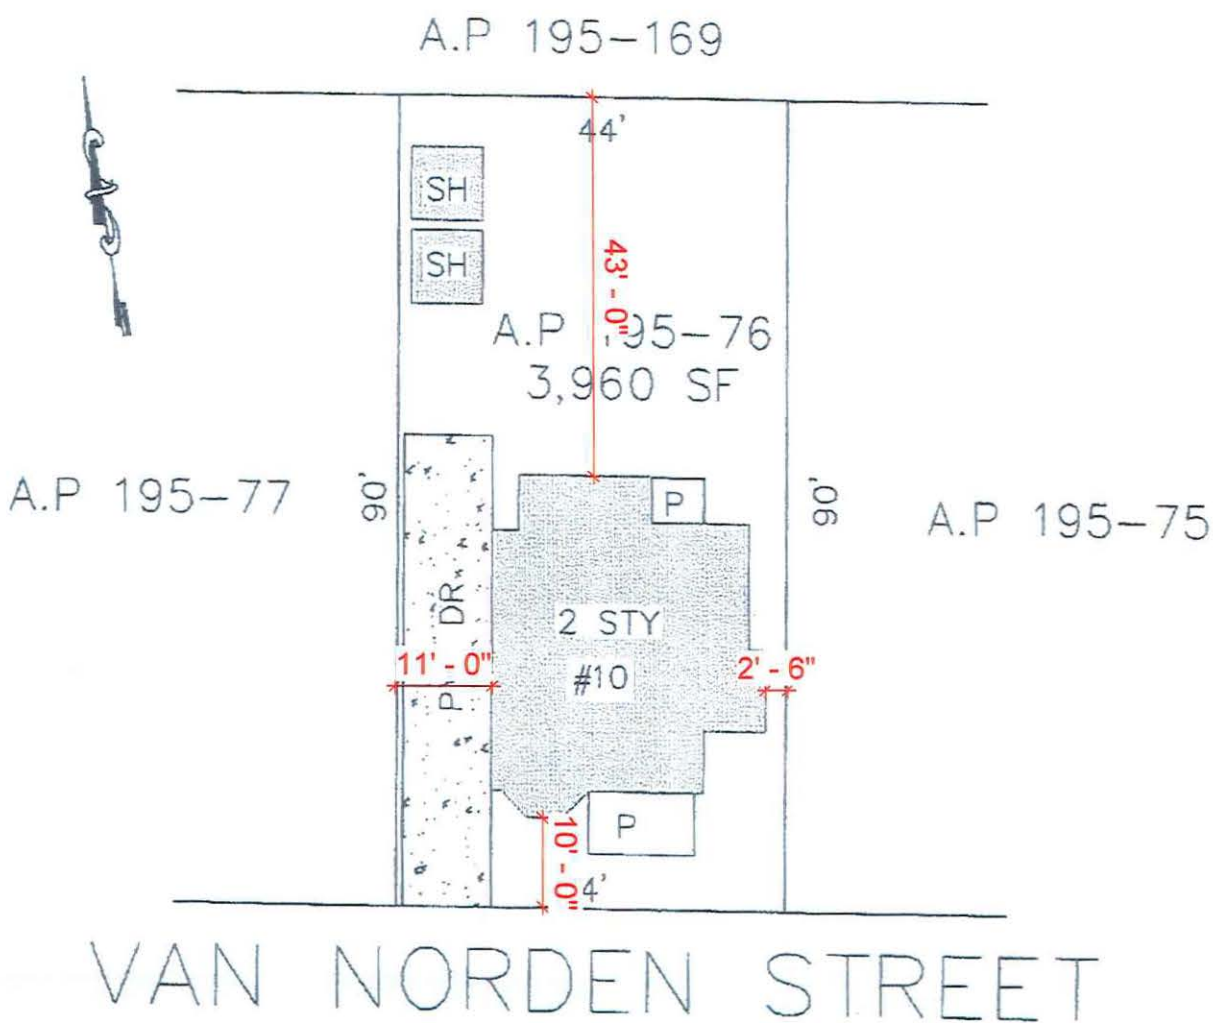 A.P 195-169
44'
SH
SH
43' - 0"
A.P 195-76
3,960 SF
A.P 195-77
90'
P
90'
A.P 195-75
DR
2 STY
11' - 0"
#10
2' - 6"
P
P
10' - 0"
4'
VAN NORDEN STREET